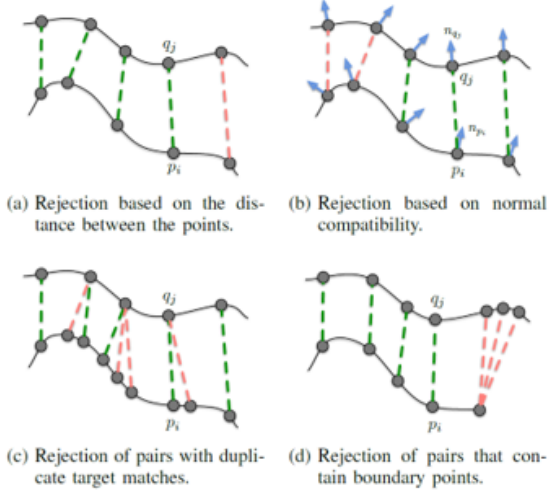 q_j
p_i
(a) Rejection based on the dis-
tance between the points.
n_{q_j}
q_j
n_{p_i}
p_i
(b) Rejection based on normal
compatibility.
q_j
p_i
(c) Rejection of pairs with dupli-
cate target matches.
q_j
p_i
(d) Rejection of pairs that con-
tain boundary points.